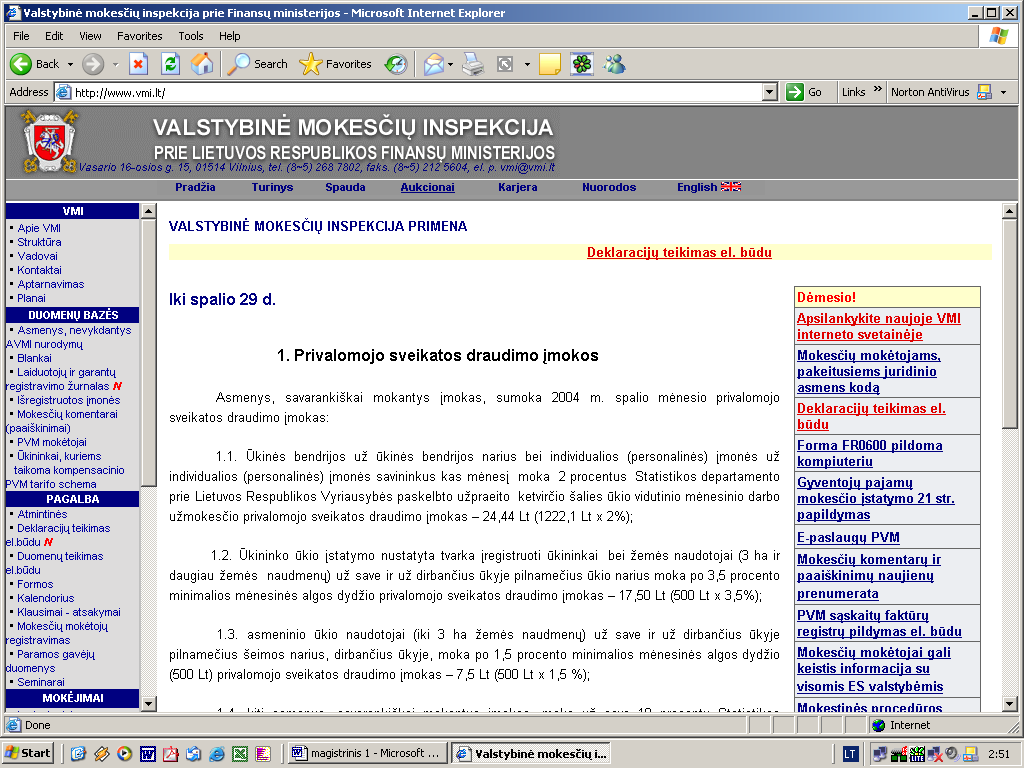 Valstybinė mokesčių inspekcija prie Finansų ministerijos - Microsoft Internet Explorer
File Edit View Favorites Tools Help
Back Search Favorites
Address http://www.vmi.lt/ Go Links » Norton AntiVirus
VALSTYBINĖ MOKESČIŲ INSPEKCIJA
PRIE LIETUVOS RESPUBLIKOS FINANSŲ MINISTERIJOS
Vasario 16-osios g. 15, 01514 Vilnius, tel. (8~5) 268 7802, faks. (8~5) 212 5604, el. p. vmi@vmi.lt
Pradžia Turinys Spauda Aukcionai Karjera Nuorodos English
VMI
Apie VMI
Struktūra
Vadovai
Kontaktai
Aptarnavimas
Planai
DUOMENŲ BAZĖS
Asmenys, nevykdantys
AVMI nurodymų
Blankai
Laiduotojų ir garantų
registravimo žurnalas N
Išregistruotos įmonės
Mokesčių komentarai
(paaiškinimai)
PVM mokėtojai
Ūkininkai, kuriems
taikoma kompensacinio
PVM tarifo schema
PAGALBA
Atmintinės
Deklaracijų teikimas
el.būdu N
Duomenų teikimas
el.būdu
Formos
Kalendorius
Klausimai - atsakymai
Mokesčių mokėtojų
registravimas
Paramos gavėjų
duomenys
Seminarai
MOKĖJIMAI
VALSTYBINĖ MOKESČIŲ INSPEKCIJA PRIMENA
Deklaracijų teikimas el. būdu
Iki spalio 29 d.
1. Privalomojo sveikatos draudimo įmokos
Asmenys, savarankiškai mokantys įmokas, sumoka 2004 m. spalio mėnesio privalomojo
sveikatos draudimo įmokas:
1.1. Ūkinės bendrijos už ūkinės bendrijos narius bei individualios (personalinės) įmonės už
individualios (personalinės) įmonės savininkus kas mėnesį moka 2 procentus Statistikos departamento
prie Lietuvos Respublikos Vyriausybės paskelbto užpraeito ketvirčio šalies ūkio vidutinio mėnesinio darbo
užmokesčio privalomojo sveikatos draudimo įmokas – 24,44 Lt (1222,1 Lt x 2%);
1.2. Ūkininko ūkio įstatymo nustatyta tvarka įregistruoti ūkininkai bei žemės naudotojai (3 ha ir
daugiau žemės naudmenų) už save ir už dirbančius ūkyje pilnamečius ūkio narius moka po 3,5 procento
minimalios mėnesinės algos dydžio privalomojo sveikatos draudimo įmokas – 17,50 Lt (500 Lt x 3,5%);
1.3. asmeninio ūkio naudotojai (iki 3 ha žemės naudmenų) už save ir už dirbančius ūkyje
pilnamečius šeimos narius, dirbančius ūkyje, moka po 1,5 procento minimalios mėnesinės algos dydžio
(500 Lt) privalomojo sveikatos draudimo įmokas – 7,5 Lt (500 Lt x 1,5 %);
1.4. kiti asmenys, savarankiškai mokantys įmokas, moka už save 10 procentų Statistikos
Dėmesio!
Apsilankykite naujoje VMI
interneto svetainėje
Mokesčių mokėtojams,
pakeitusiems juridinio
asmens kodą
Deklaracijų teikimas el.
būdu
Forma FR0600 pildoma
kompiuteriu
Gyventojų pajamų
mokesčio įstatymo 21 str.
papildymas
E-paslaugų PVM
Mokesčių komentarų ir
paaiškinimų naujienų
prenumerata
PVM sąskaitų faktūrų
registrų pildymas el. būdu
Mokesčių mokėtojai gali
keistis informacija su
visomis ES valstybėmis
Mokestinės procedūros
Done Internet
Start magistrinis 1 - Microsoft ... Valstybinė mokesčių i... LT 2:51